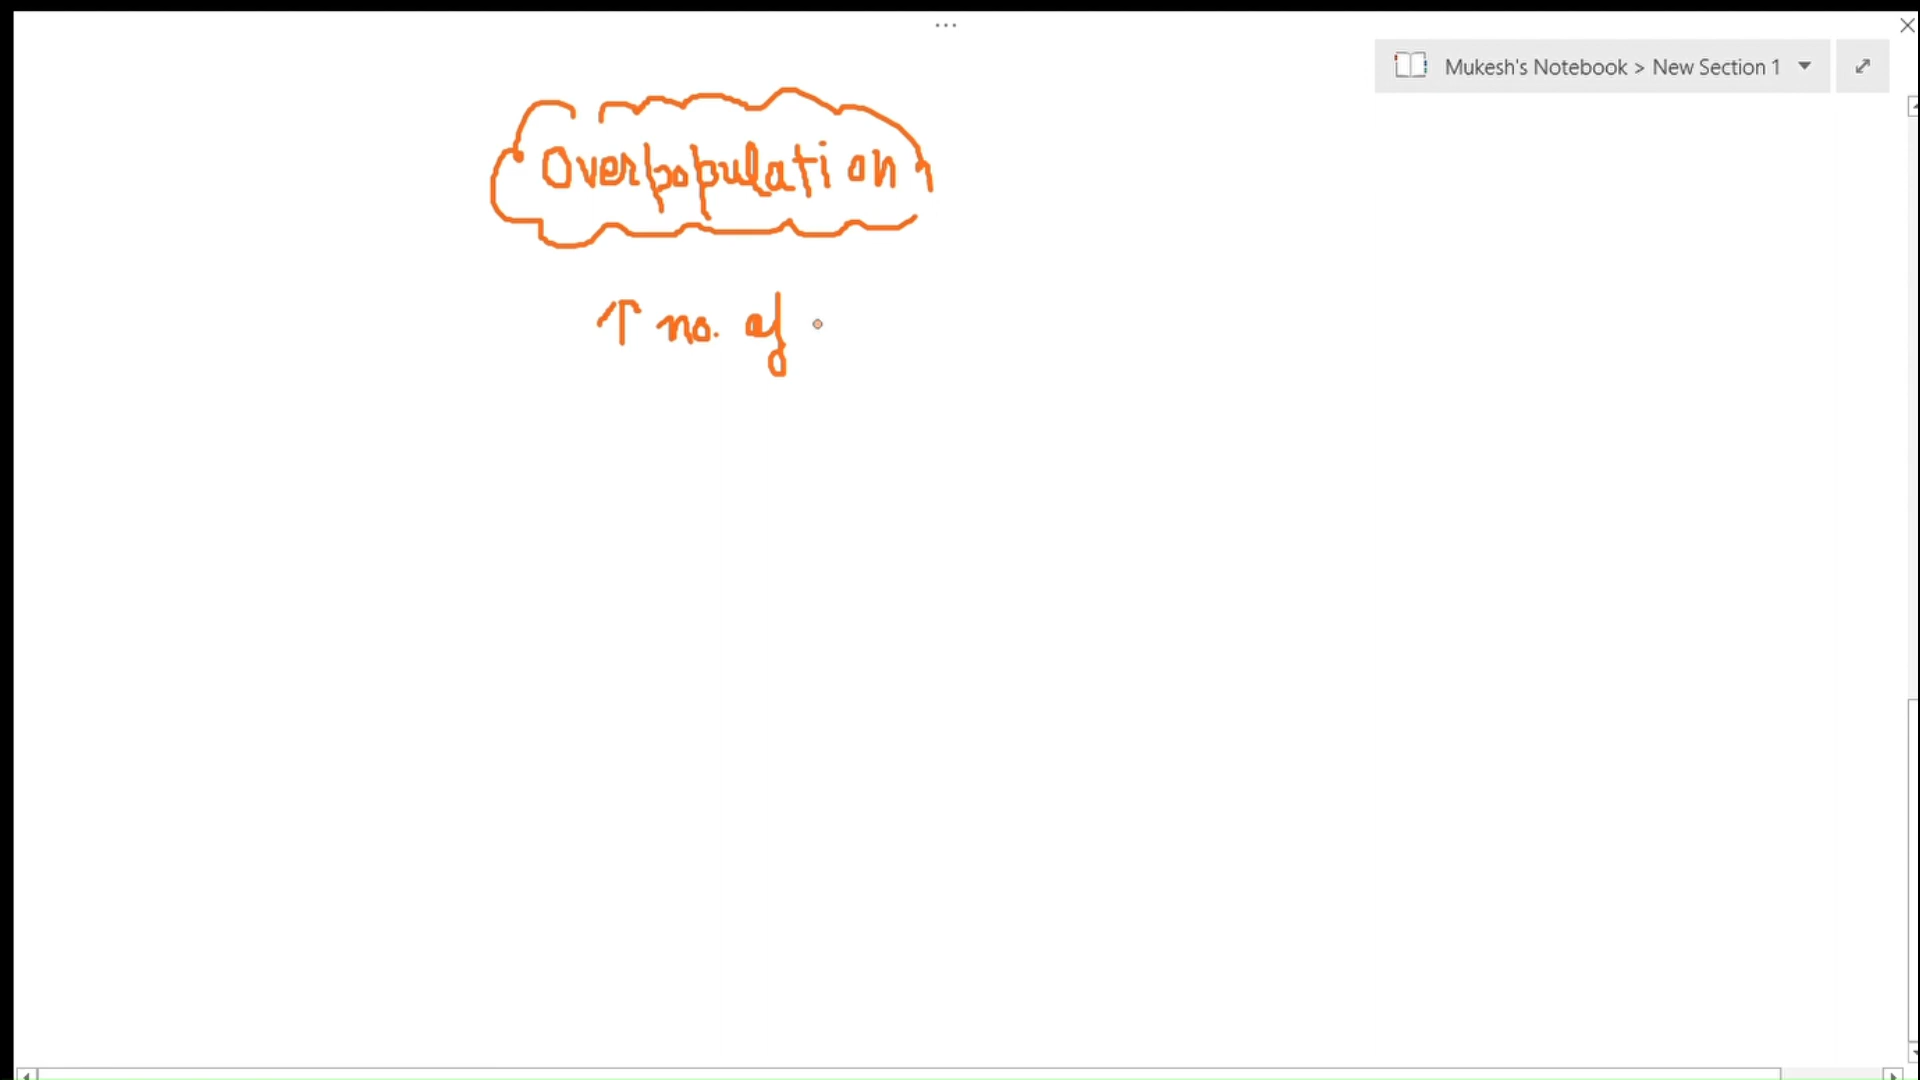 ...
Mukesh's Notebook > New Section 1
Overpopulation
↑ no. of